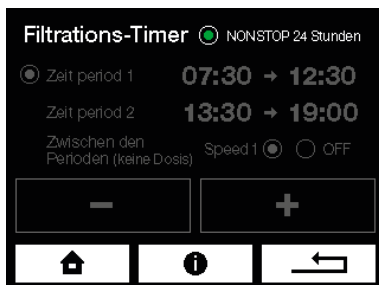 Filtrations-Timer NONSTOP 24 Stunden
Zeit period 1 07:30 → 12:30
Zeit period 2 13:30 → 19:00
Zwischen den
Perioden (keine Dosis) Speed 1 OFF
− +